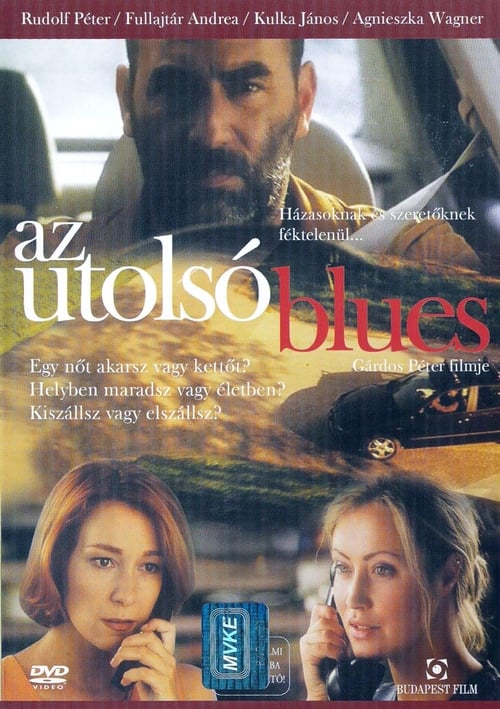 Rudolf Péter / Fullajtár Andrea / Kulka János / Agnieszka Wagner
Házasoknak és szeretőknek
féktelenül...
az
utolsó
blues
Egy nőt akarsz vagy kettőt?
Gárdos Péter filmje
Helyben maradsz vagy életben?
Kiszállsz vagy elszállsz?
MVKE
DVD
VIDEO
BUDAPEST FILM